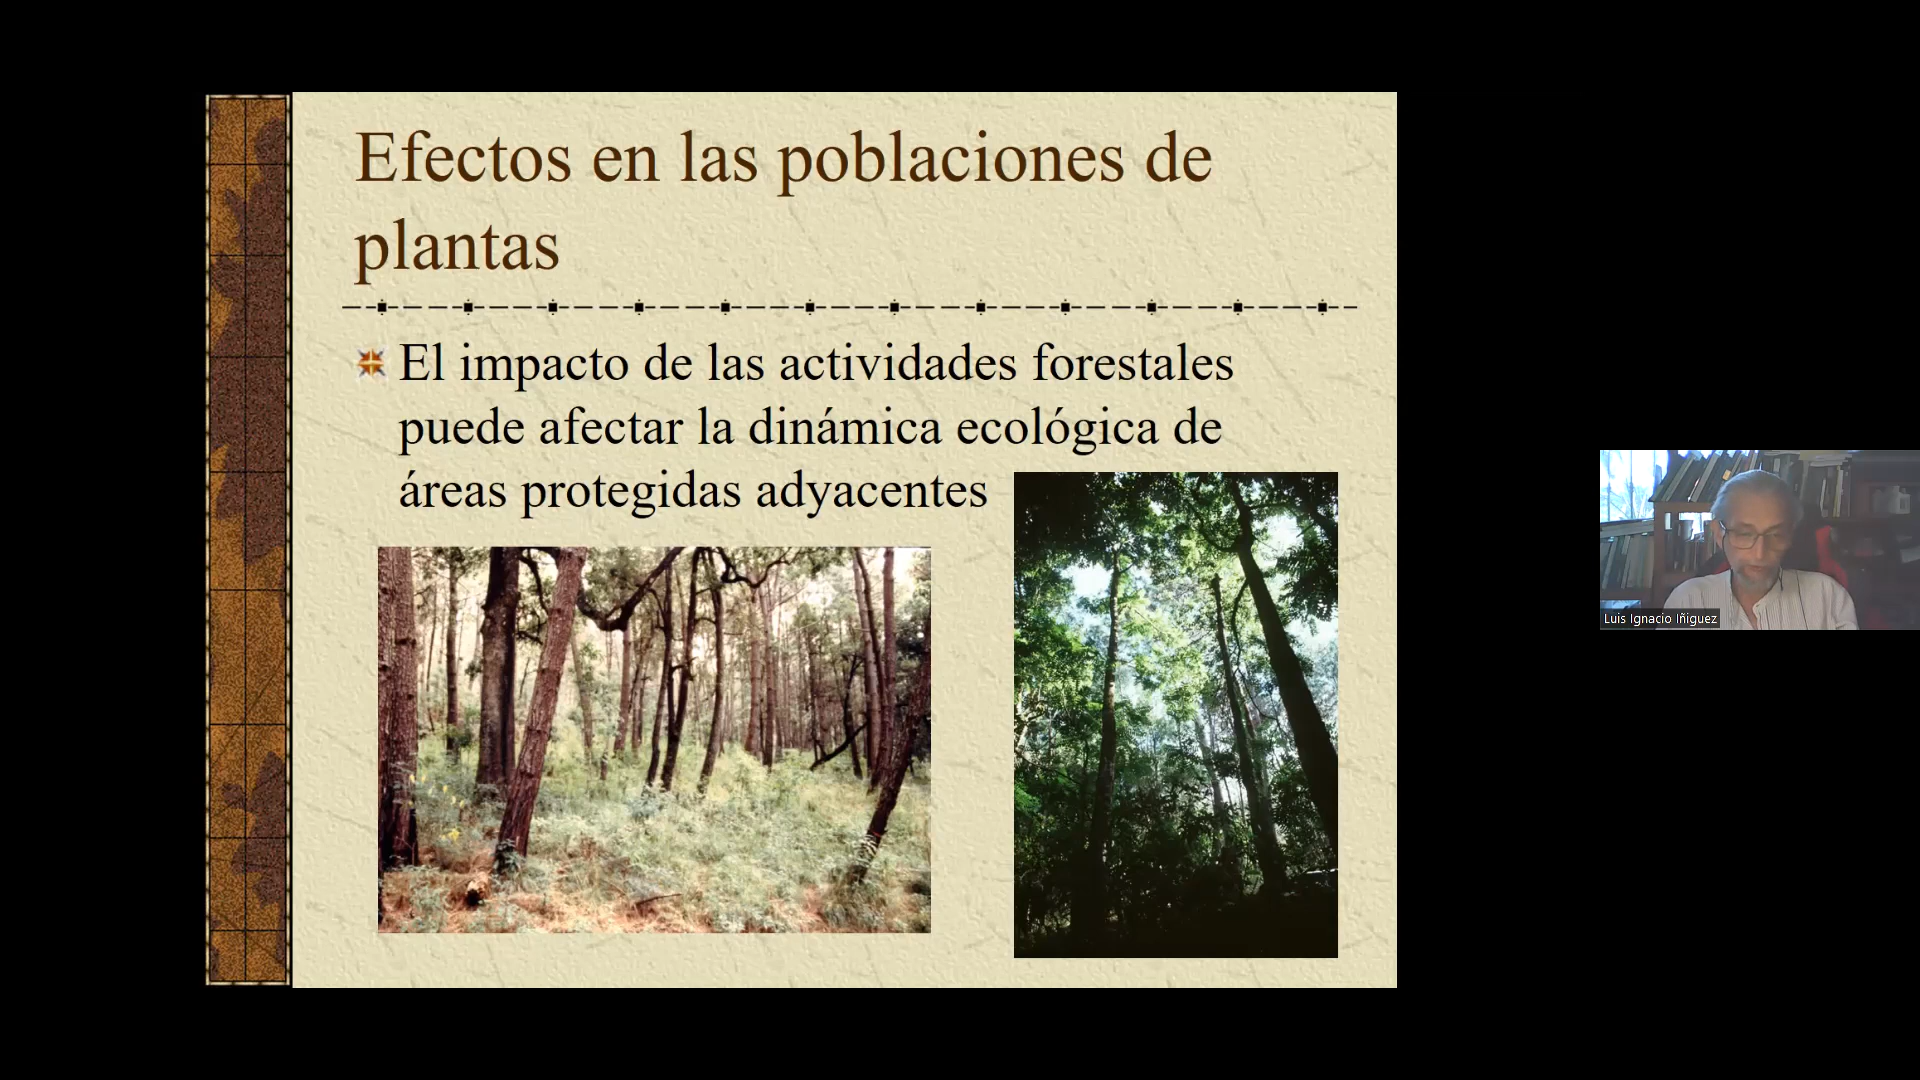 Efectos en las poblaciones de
plantas
El impacto de las actividades forestales
puede afectar la dinámica ecológica de
áreas protegidas adyacentes
Luis Ignacio Iñiguez